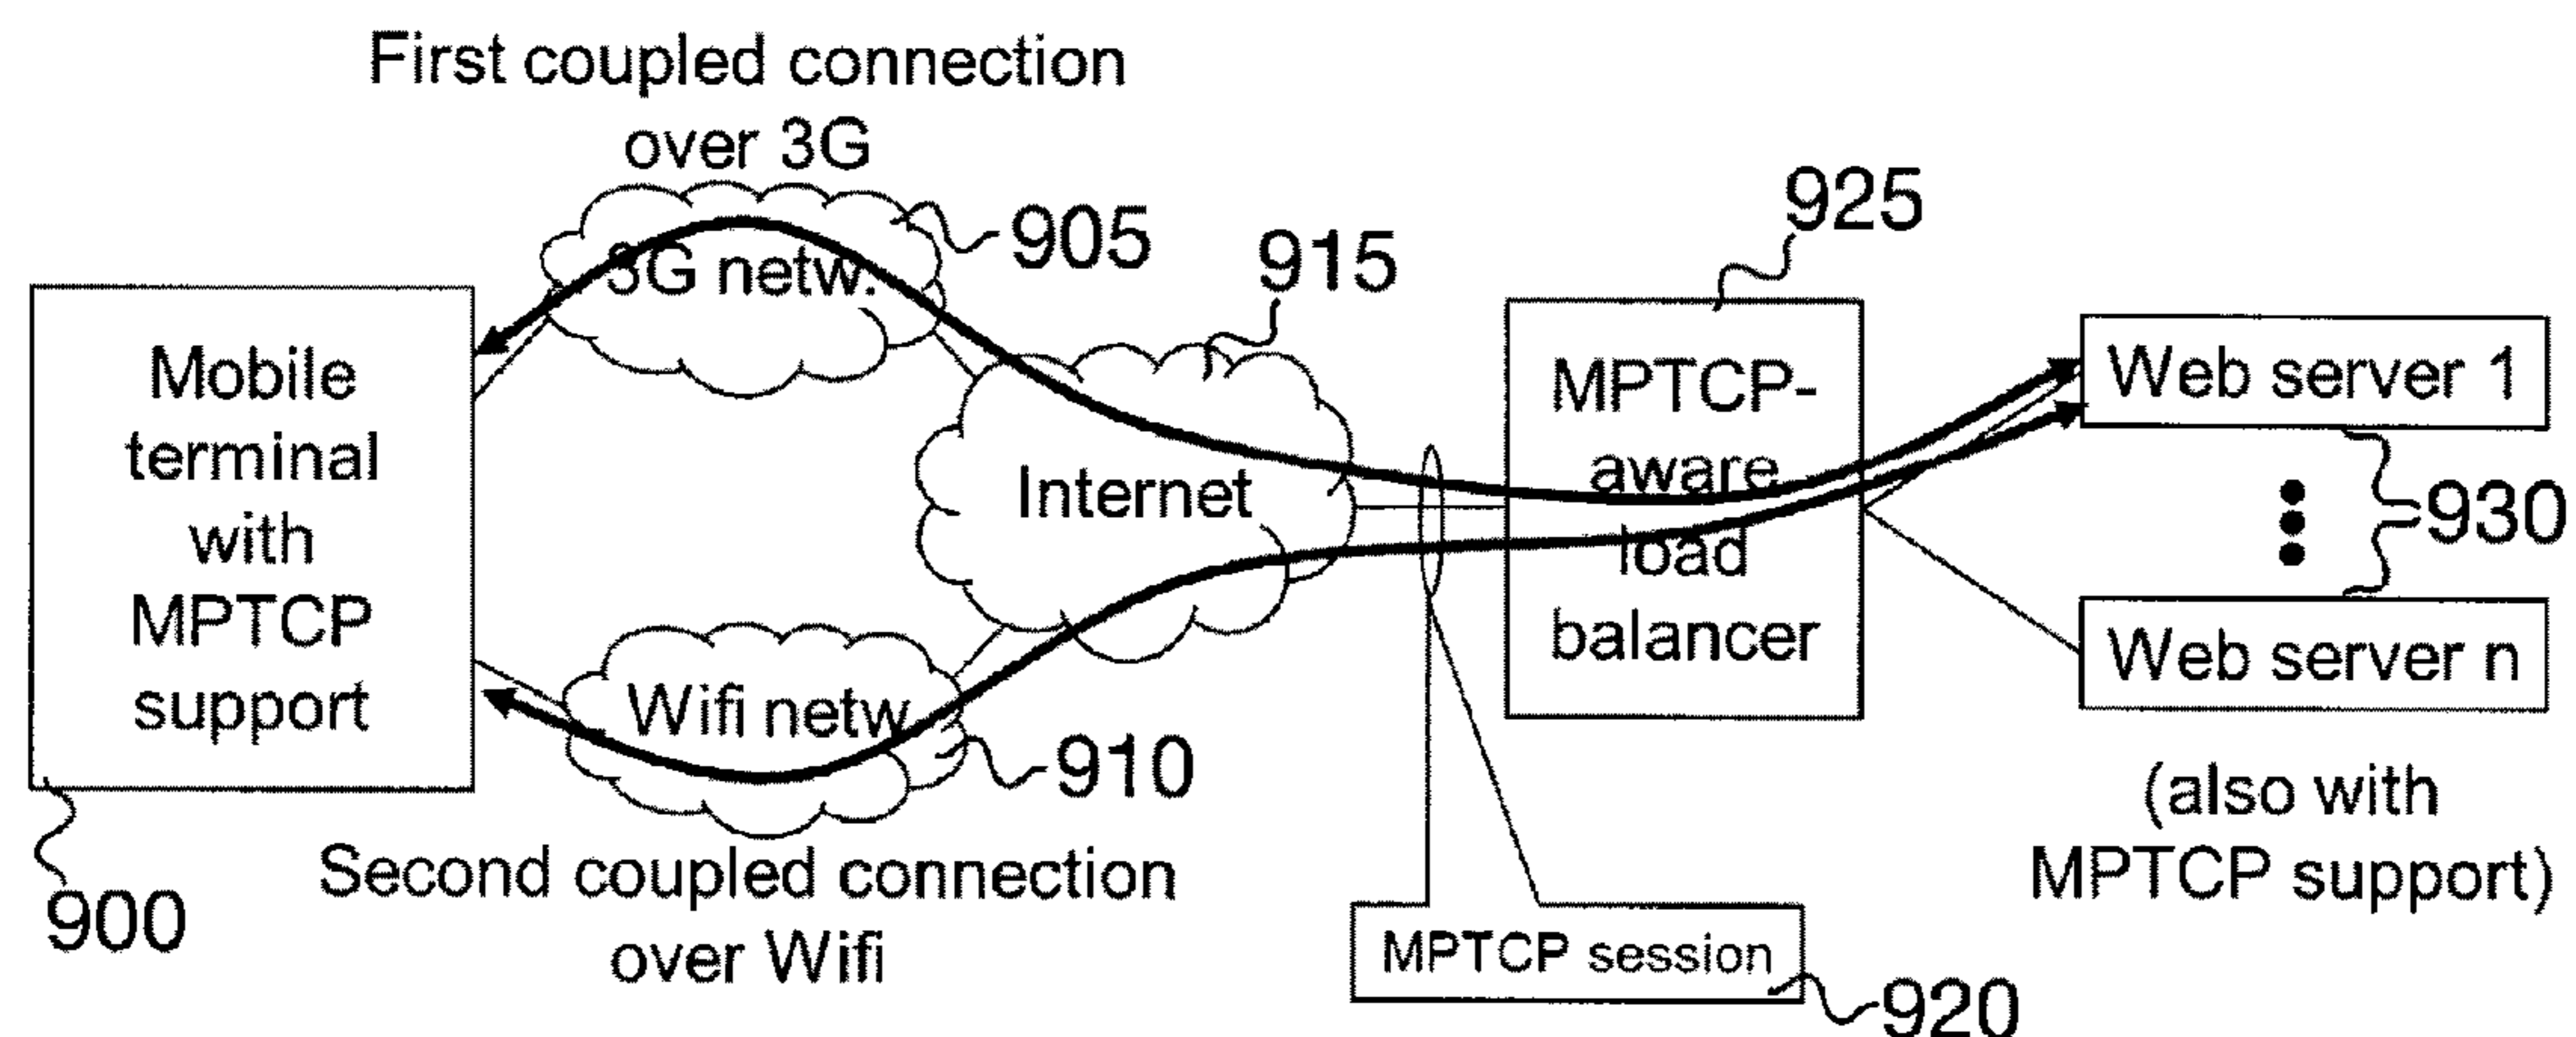 First coupled connection
over 3G
905
3G netw.
915
925
Mobile
terminal
with
MPTCP
support
Internet
MPTCP-
aware
load
balancer
Web server 1
930
Web server n
(also with
MPTCP support)
Wifi netw
910
Second coupled connection
over Wifi
900
MPTCP session
920